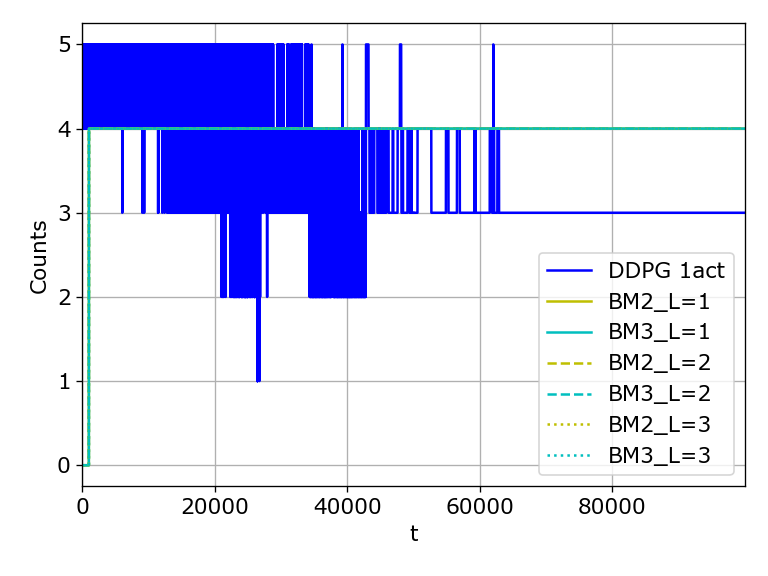 5
4
3
2
1
0
Counts
0 20000 40000 60000 80000
t
DDPG 1act
BM2_L=1
BM3_L=1
BM2_L=2
BM3_L=2
BM2_L=3
BM3_L=3